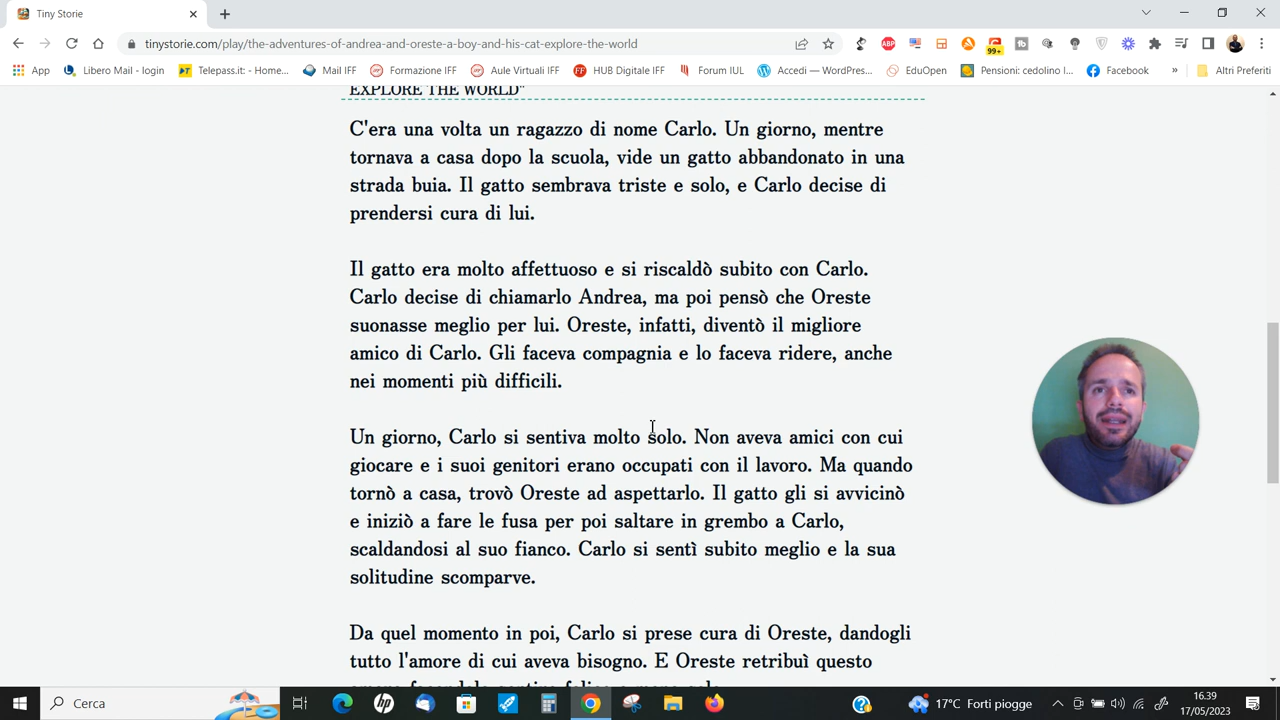 Tiny Storie
tinystorie.com/play/the-adventures-of-andrea-and-oreste-a-boy-and-his-cat-explore-the-world
ABP
99+
App
Libero Mail - login
Telepass.it: - Home...
Mail IFF
Formazione IFF
Aule Virtuali IFF
HUB Digitale IFF
Forum IUL
Accedi — WordPres...
EduOpen
Pensioni: cedolino l...
Facebook
»
Altri Preferiti
EXPLORE THE WORLD"
C'era una volta un ragazzo di nome Carlo. Un giorno, mentre
tornava a casa dopo la scuola, vide un gatto abbandonato in una
strada buia. Il gatto sembrava triste e solo, e Carlo decise di
prendersi cura di lui.
Il gatto era molto affettuoso e si riscaldò subito con Carlo.
Carlo decise di chiamarlo Andrea, ma poi pensò che Oreste
suonasse meglio per lui. Oreste, infatti, diventò il migliore
amico di Carlo. Gli faceva compagnia e lo faceva ridere, anche
nei momenti più difficili.
Un giorno, Carlo si sentiva molto solo. Non aveva amici con cui
giocare e i suoi genitori erano occupati con il lavoro. Ma quando
tornò a casa, trovò Oreste ad aspettarlo. Il gatto gli si avvicinò
e iniziò a fare le fusa per poi saltare in grembo a Carlo,
scaldandosi al suo fianco. Carlo si sentì subito meglio e la sua
solitudine scomparve.
Da quel momento in poi, Carlo si prese cura di Oreste, dandogli
tutto l'amore di cui aveva bisogno. E Oreste retribuì questo
Cerca
17°C Forti piogge
16.39
17/05/2023